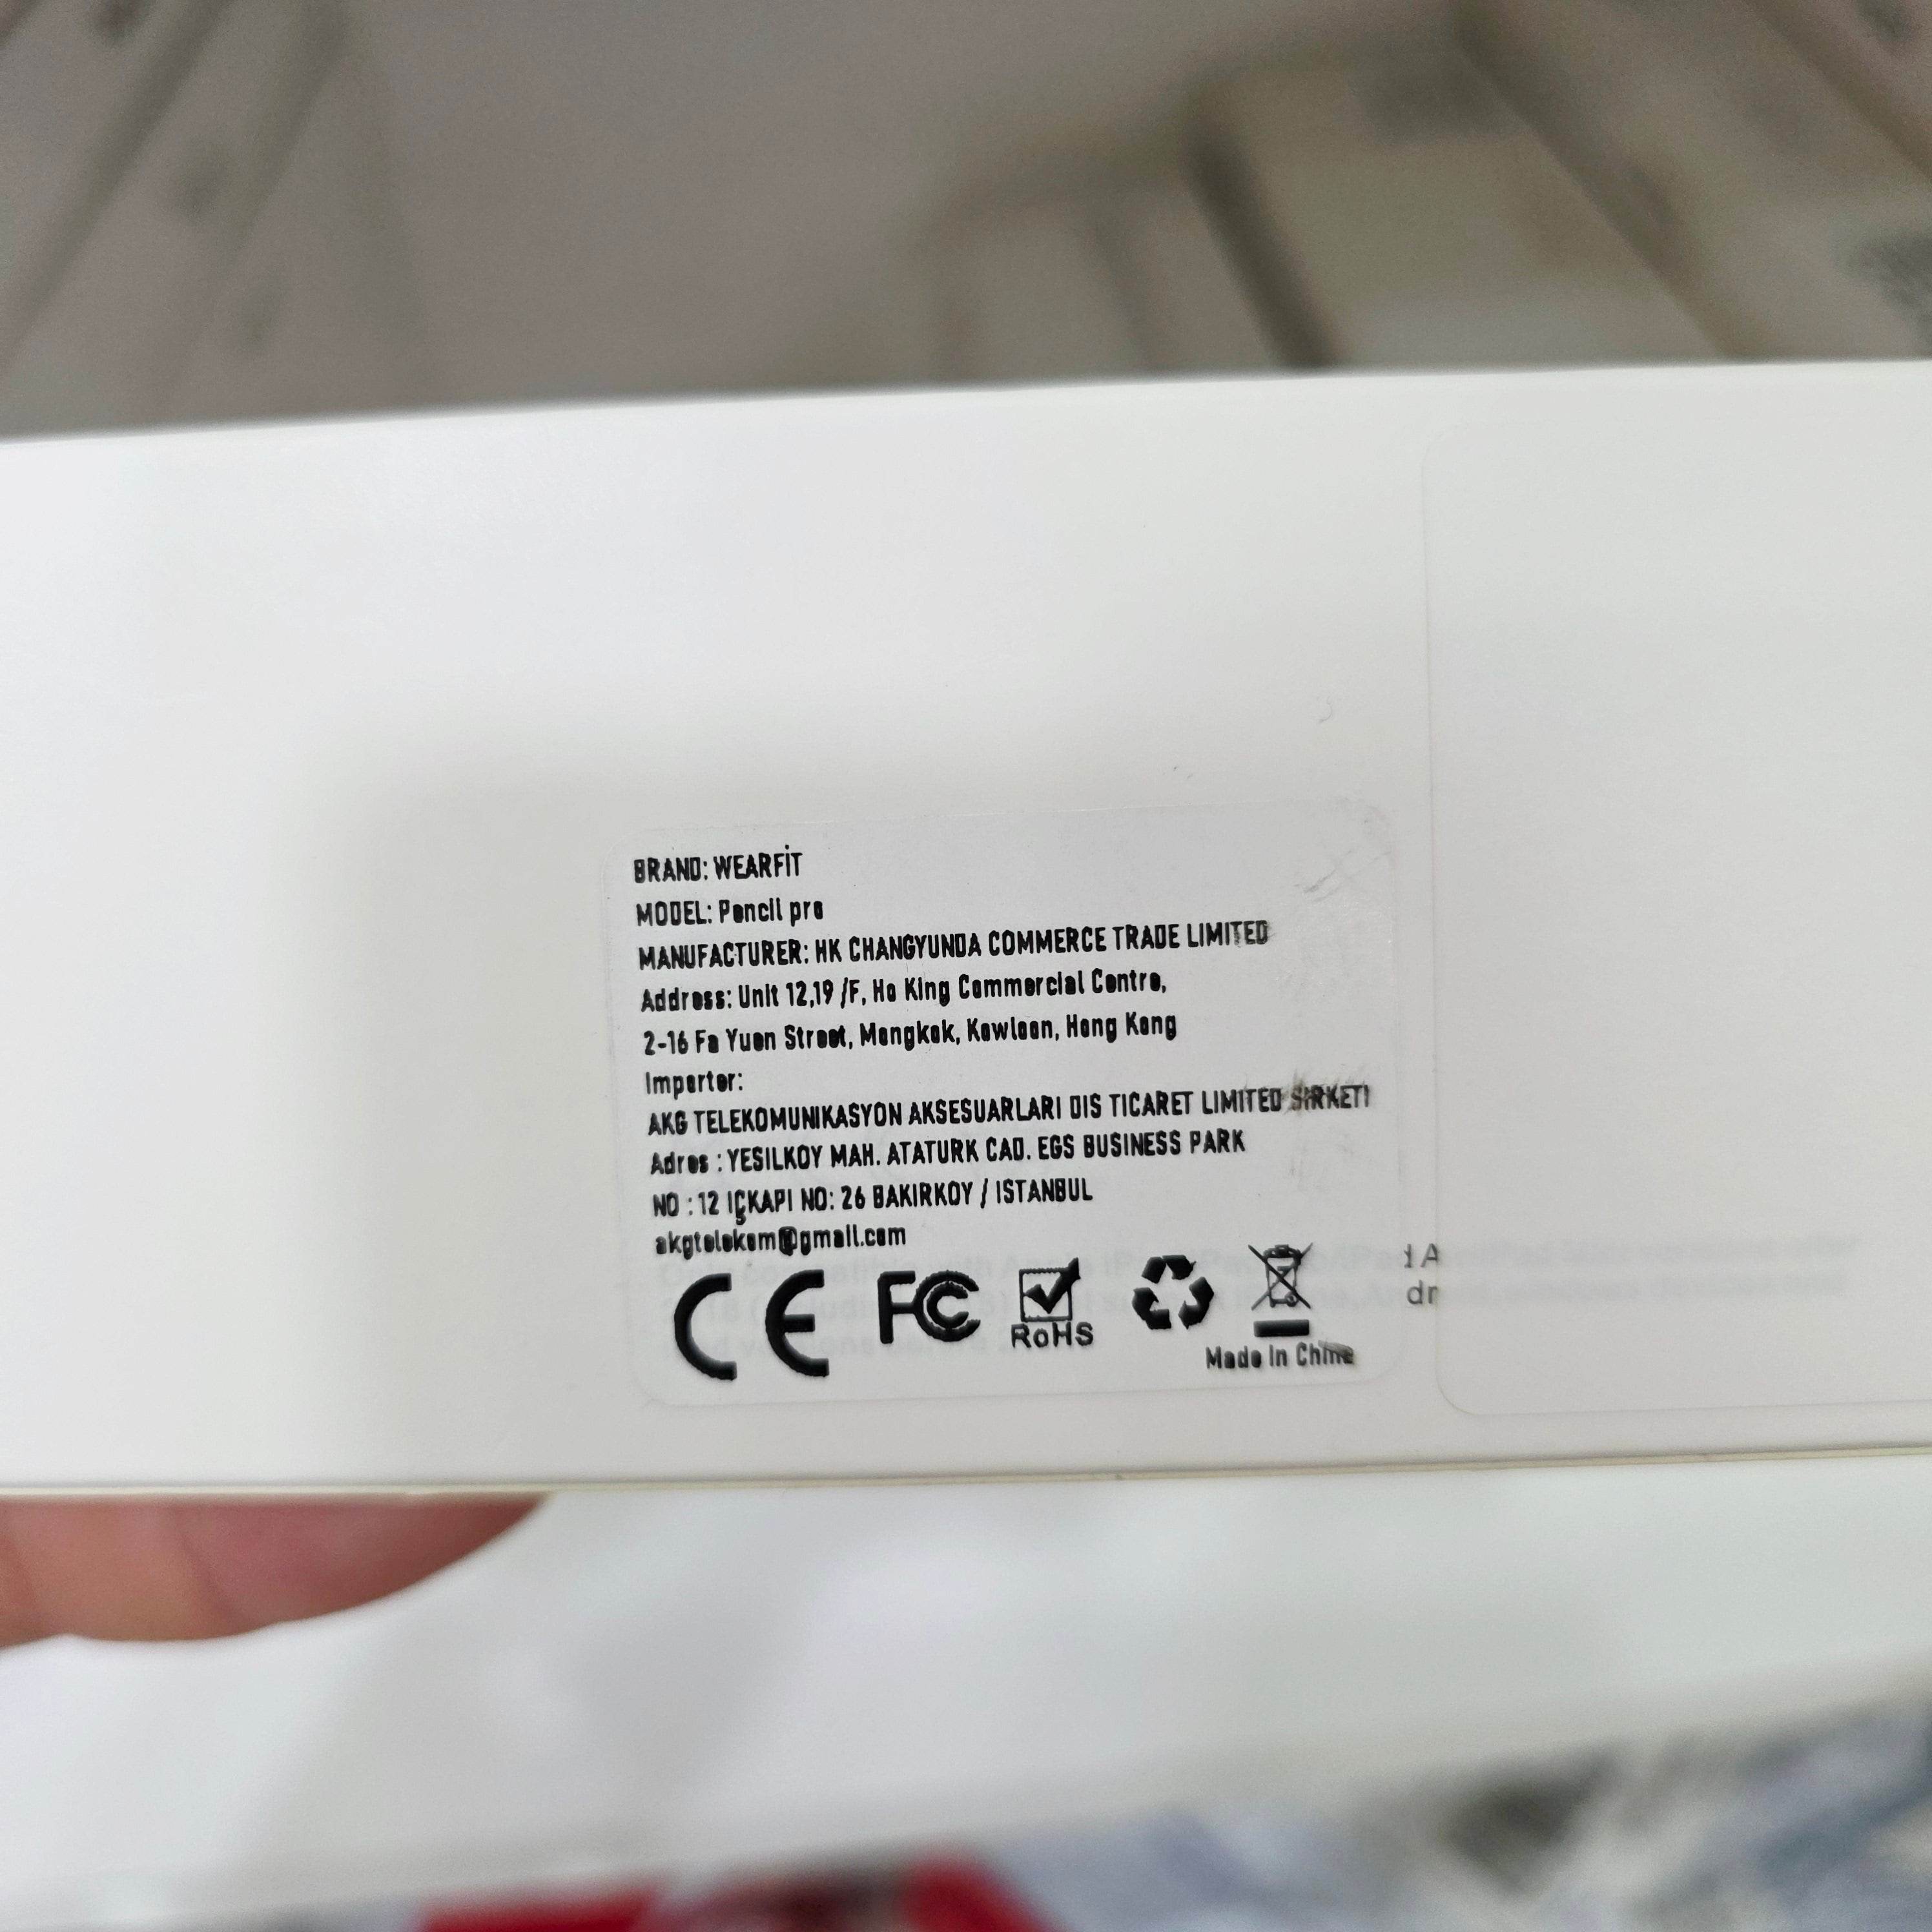 BRAND: WEARFİT
MODEL: Pencil pro
MANUFACTURER: HK CHANGYUNDA COMMERCE TRADE LIMITED
Address: Unit 12,19 /F, Ho King Commercial Centre,
2-16 Fa Yuen Street, Mongkok, Kowloon, Hong Kong
Importer:
AKG TELEKOMUNIKASYON AKSESUARLARI DIS TICARET LIMITED SIRKETI
Adres : YESILKOY MAH. ATATURK CAD. EGS BUSINESS PARK
NO : 12 IÇKAPI NO: 26 BAKIRKOY / ISTANBUL
akgtelekom@gmail.com
CE FC RoHS
Made In China